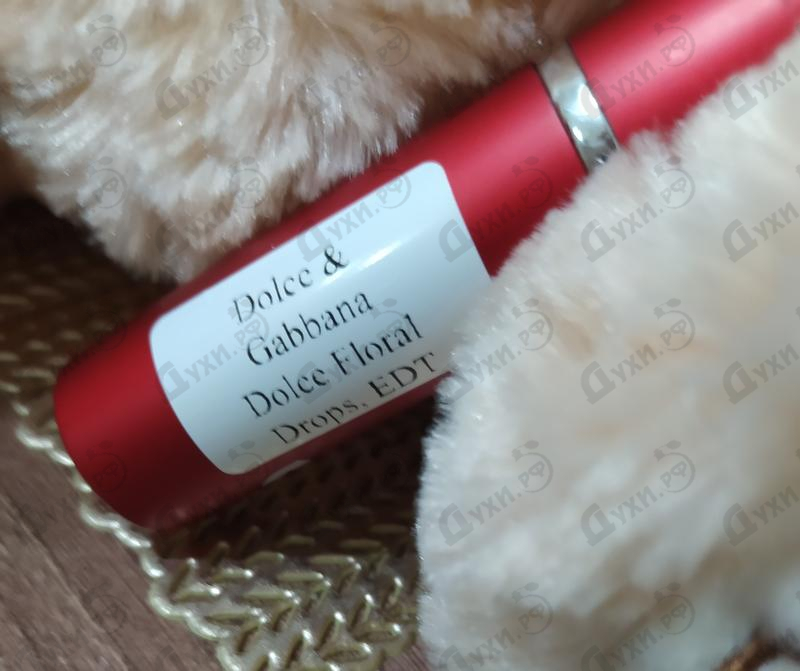 Dolce &
Gabbana
Dolce Floral
Drops, EDT
Духи.рф